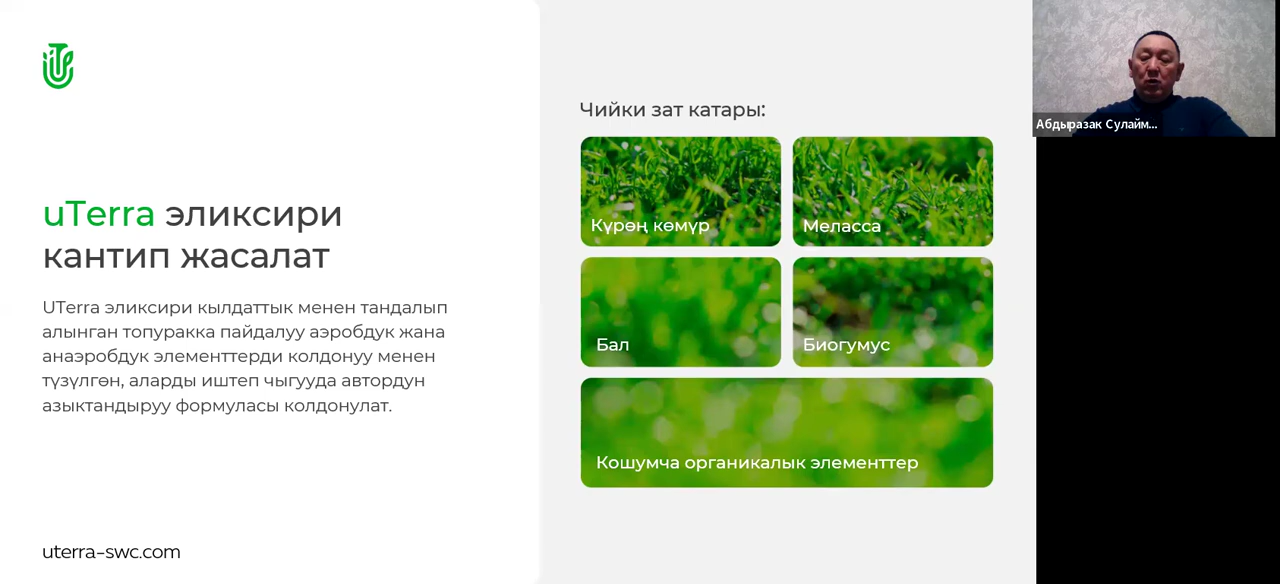 uTerra эликсири
кантип жасалат
UTerra эликсири кылдаттык менен тандалып
алынган топуракка пайдалуу аэробдук жана
анаэробдук элементтерди колдонуу менен
түзүлгөн, аларды иштеп чыгууда автордун
азыктандыруу формуласы колдонулат.
uterra-swc.com
Чийки зат катары:
Күрөң көмүр
Меласса
Бал
Биогумус
Кошумча органикалык элементтер
Абдыразак Сулайм...